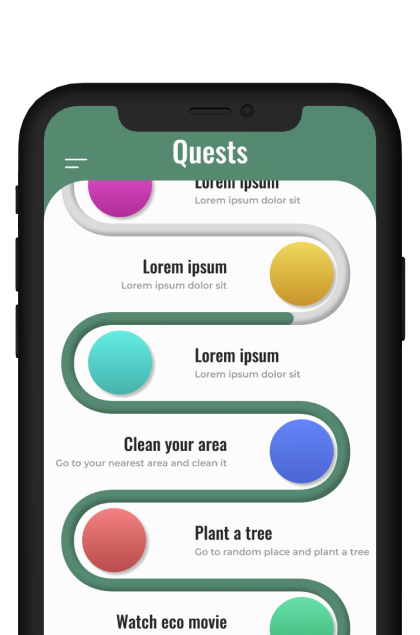 Quests
Lorem ipsum
Lorem ipsum dolor sit
Lorem ipsum
Lorem ipsum dolor sit
Lorem ipsum
Lorem ipsum dolor sit
Clean your area
Go to your nearest area and clean it
Plant a tree
Go to random place and plant a tree
Watch eco movie